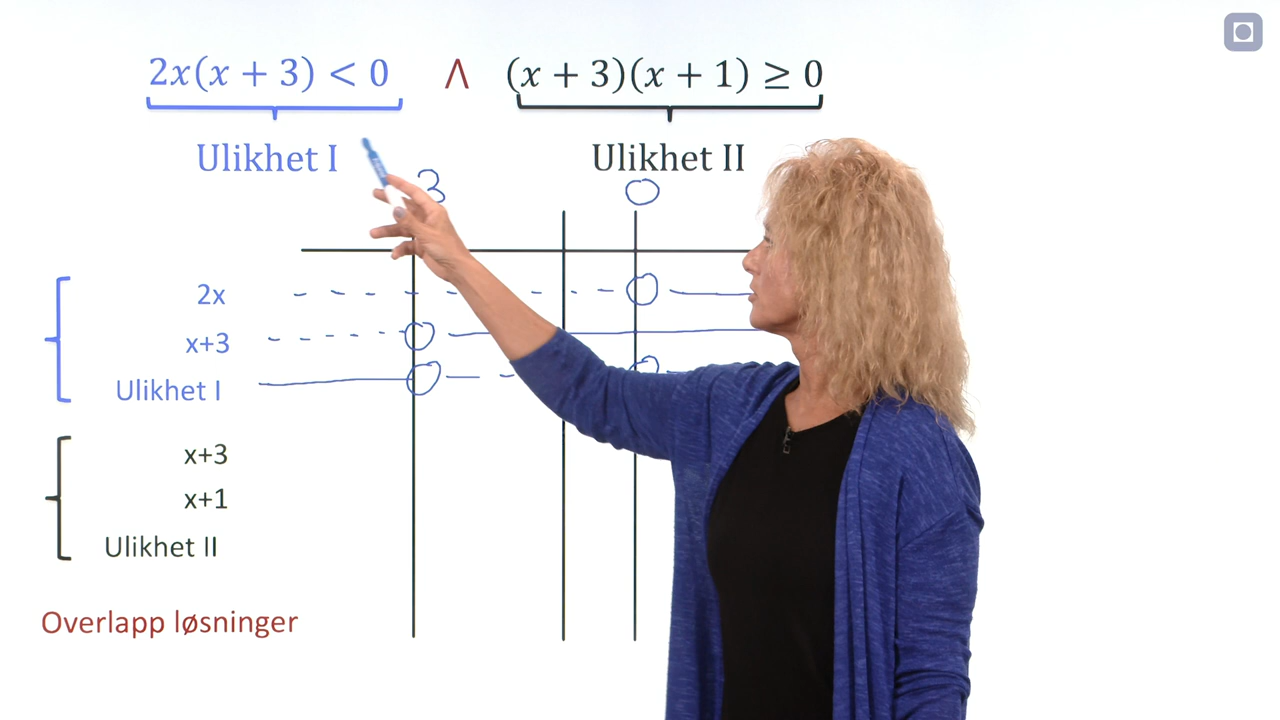 2x(x + 3) < 0 ∧ (x + 3)(x + 1) ≥ 0
Ulikhet I Ulikhet II
3 0
2x
x+3
Ulikhet I
x+3
x+1
Ulikhet II
Overlapp løsninger